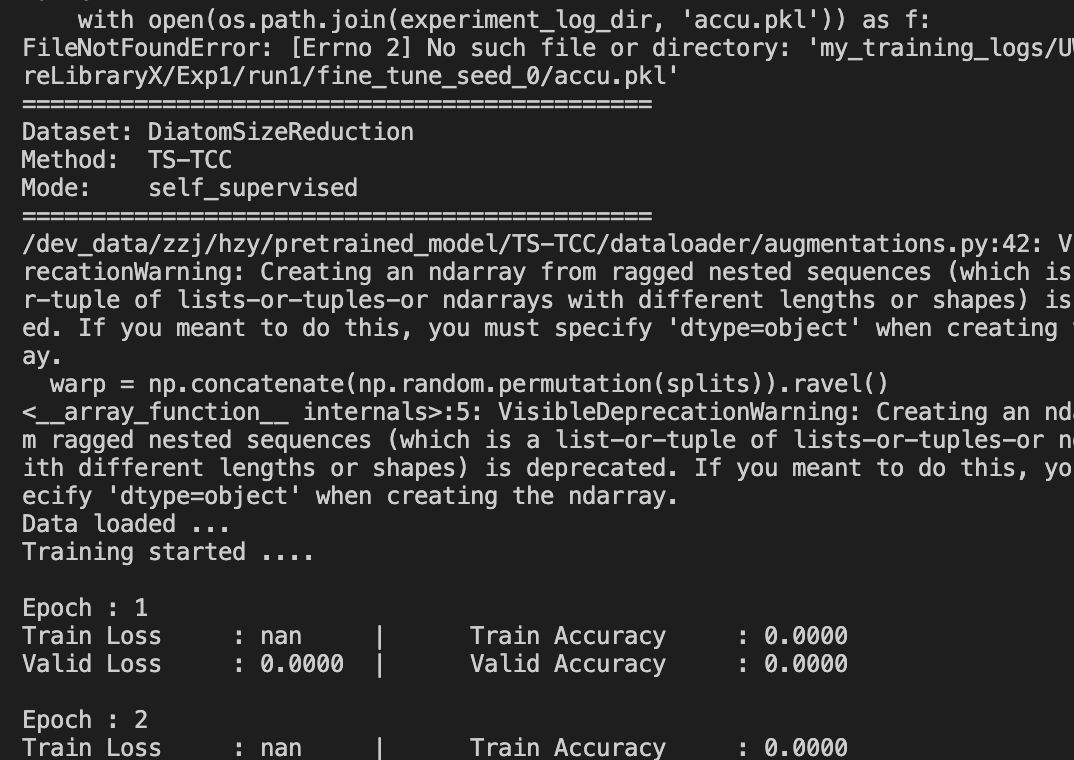 with open(os.path.join(experiment_log_dir, 'accu.pkl')) as f:
FileNotFoundError: [Errno 2] No such file or directory: 'my_training_logs/UW
reLibraryX/Exp1/run1/fine_tune_seed_0/accu.pkl'
=============================================
Dataset: DiatomSizeReduction
Method:  TS-TCC
Mode:    self_supervised
=============================================
/dev_data/zzj/hzy/pretrained_model/TS-TCC/dataloader/augmentations.py:42: V
recationWarning: Creating an ndarray from ragged nested sequences (which is
r-tuple of lists-or-tuples-or ndarrays with different lengths or shapes) is
ed. If you meant to do this, you must specify 'dtype=object' when creating
ay.
  warp = np.concatenate(np.random.permutation(splits)).ravel()
<__array_function__ internals>:5: VisibleDeprecationWarning: Creating an nda
m ragged nested sequences (which is a list-or-tuple of lists-or-tuples-or n
ith different lengths or shapes) is deprecated. If you meant to do this, yo
ecify 'dtype=object' when creating the ndarray.
Data loaded ...
Training started ....
Epoch : 1
Train Loss     : nan     |      Train Accuracy     : 0.0000
Valid Loss     : 0.0000  |      Valid Accuracy     : 0.0000
Epoch : 2
Train Loss     : nan     |      Train Accuracy     : 0.0000